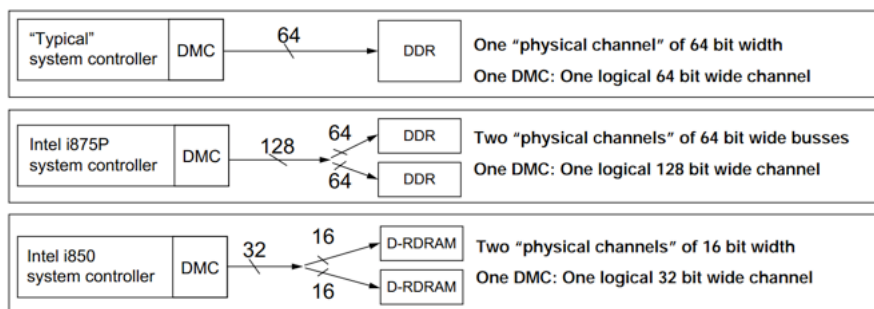 “Typical”
system controller
DMC
64
DDR
One “physical channel” of 64 bit width
One DMC: One logical 64 bit wide channel
Intel i875P
system controller
DMC
128
64
64
DDR
DDR
Two “physical channels” of 64 bit wide busses
One DMC: One logical 128 bit wide channel
Intel i850
system controller
DMC
32
16
16
D-RDRAM
D-RDRAM
Two “physical channels” of 16 bit width
One DMC: One logical 32 bit wide channel